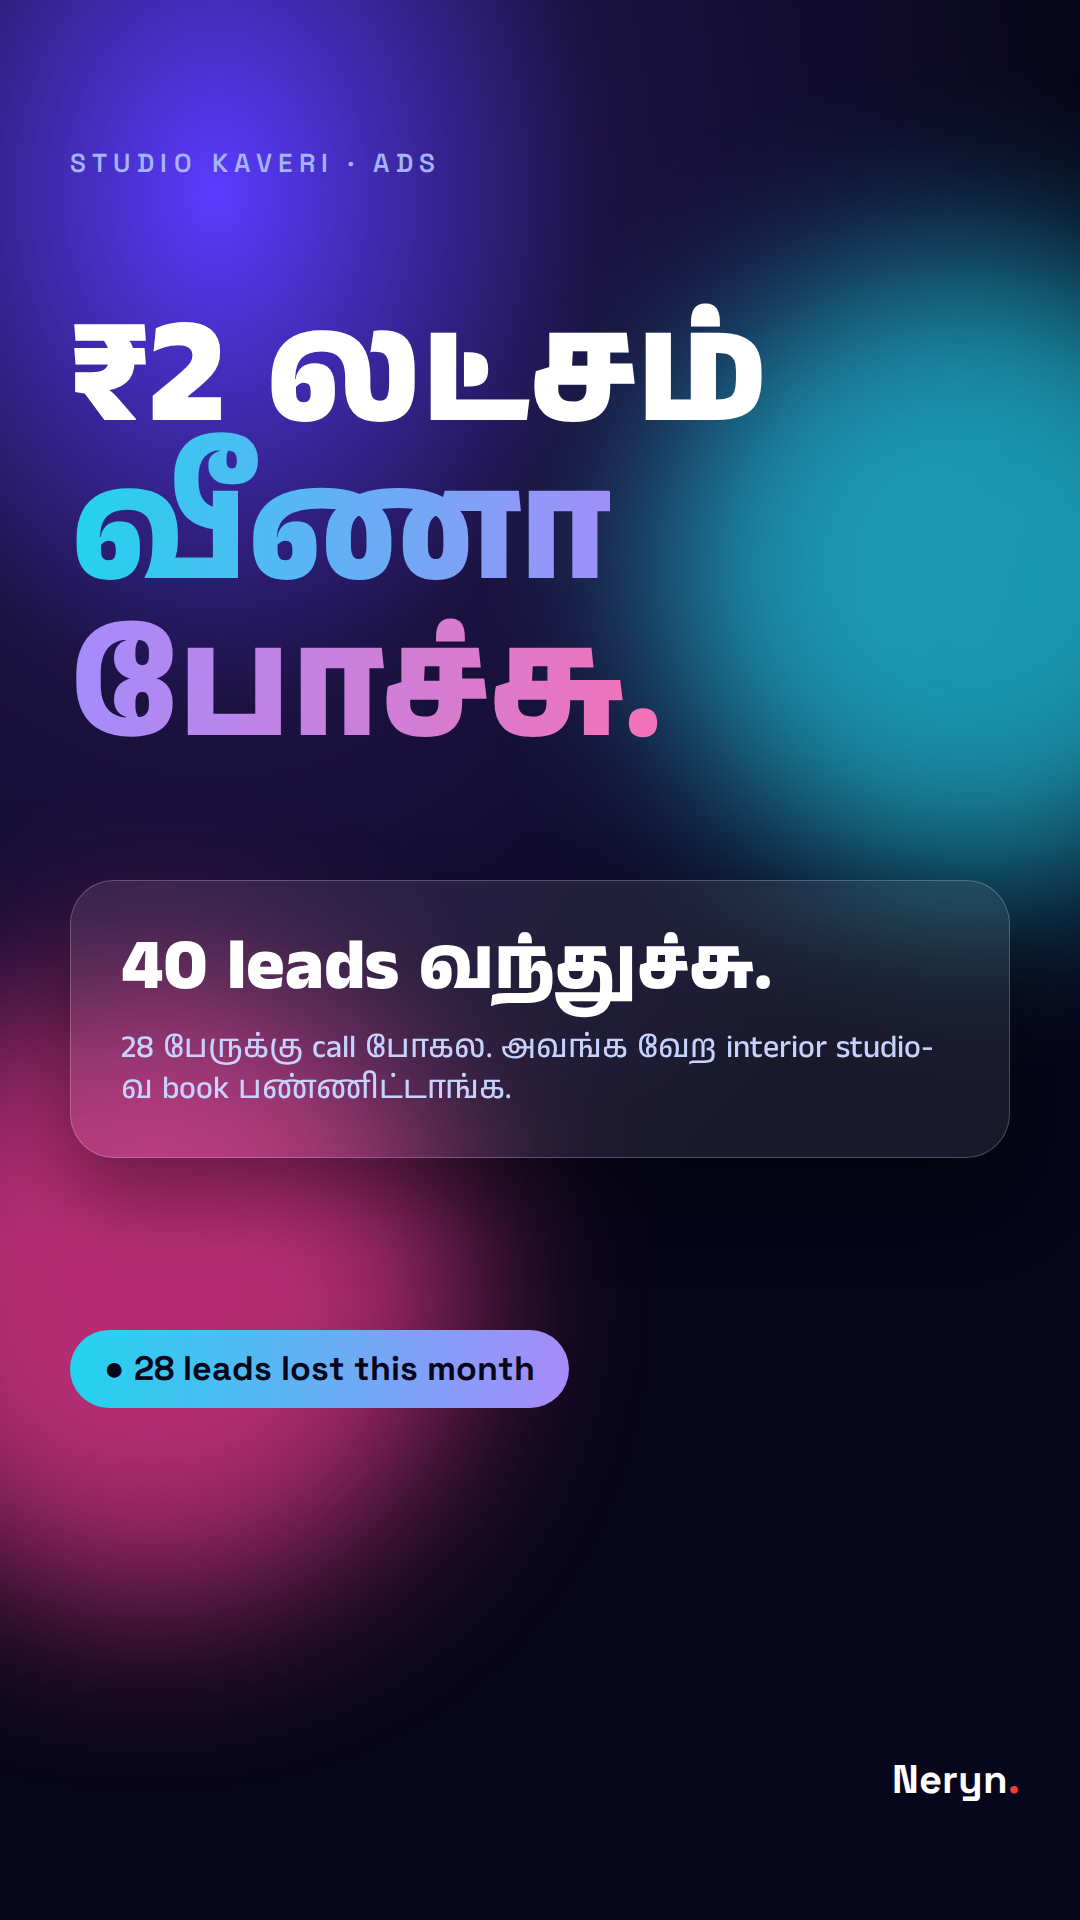 STUDIO KAVERI · ADS
₹2 லட்சம்
வீணா
போச்சு.
40 leads வந்துச்சு.
28 பேருக்கு call போகல. அவங்க வேற interior studio-
வ book பண்ணிட்டாங்க.
● 28 leads lost this month
Neryn.